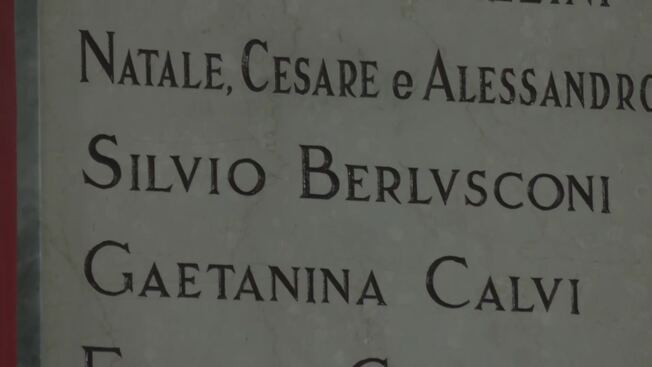 NATALE, CESARE e ALESSANDRO
SILVIO BERLVSCONI
GAETANINA CALVI